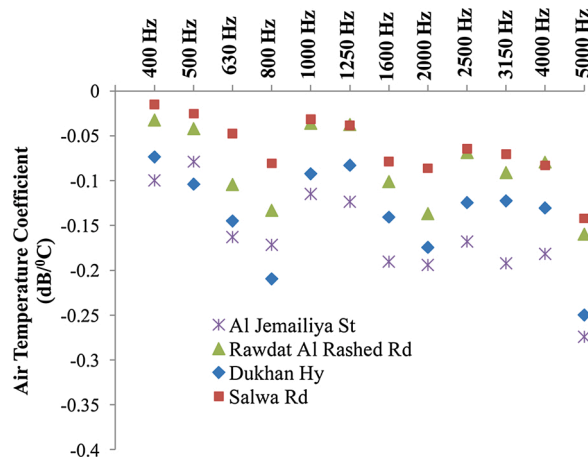 400 Hz
500 Hz
630 Hz
800 Hz
1000 Hz
1250 Hz
1600 Hz
2000 Hz
2500 Hz
3150 Hz
4000 Hz
5000 Hz
0
-0.05
-0.1
-0.15
-0.2
-0.25
-0.3
-0.35
-0.4
Air Temperature Coefficient
(dB/⁰C)
Al Jemailiya St
Rawdat Al Rashed Rd
Dukhan Hy
Salwa Rd